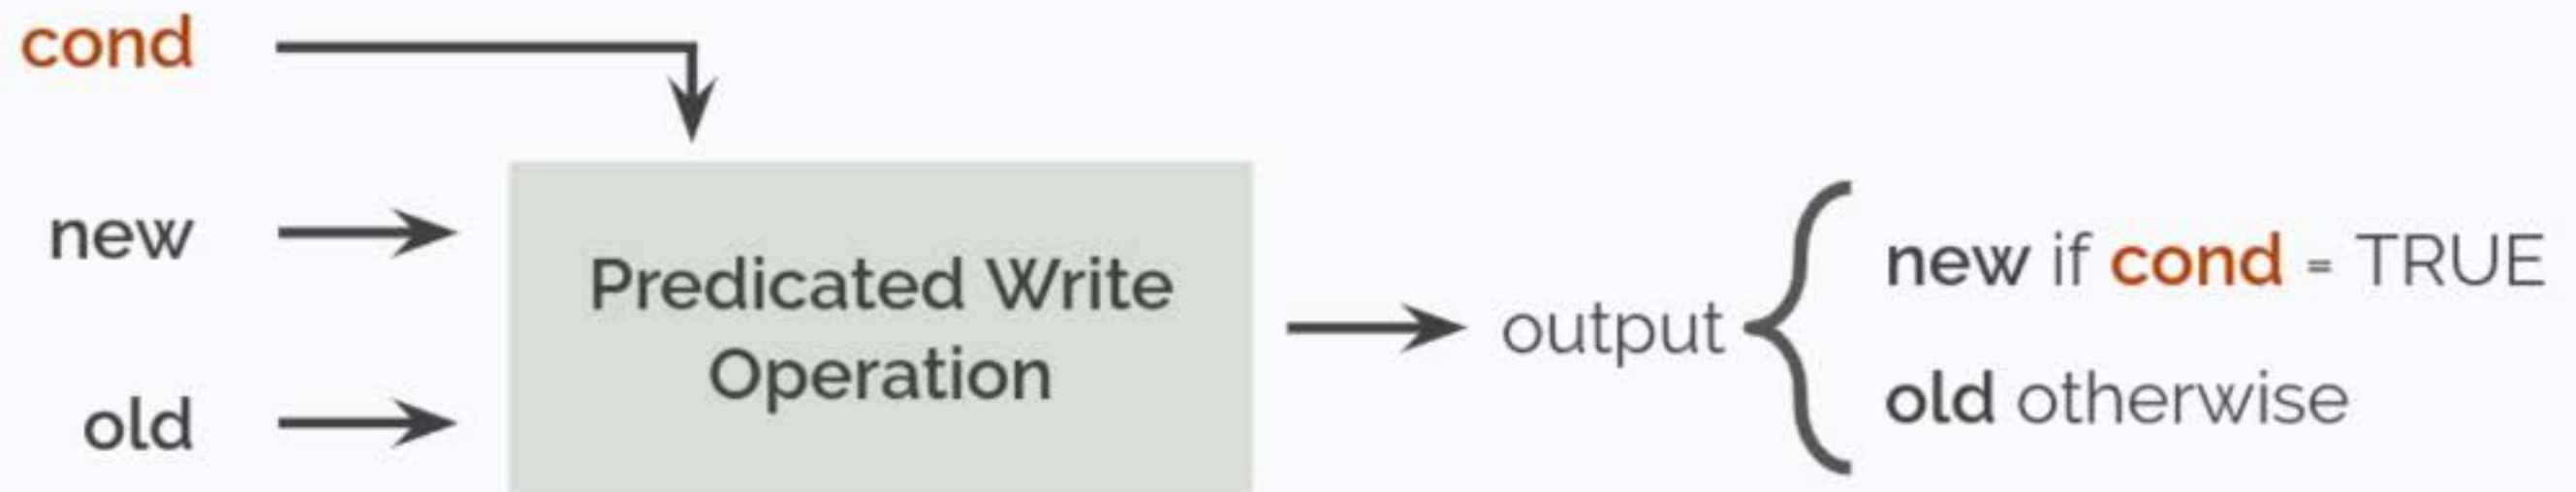 cond
new
old
Predicated Write
Operation
output
new if cond = TRUE
old otherwise